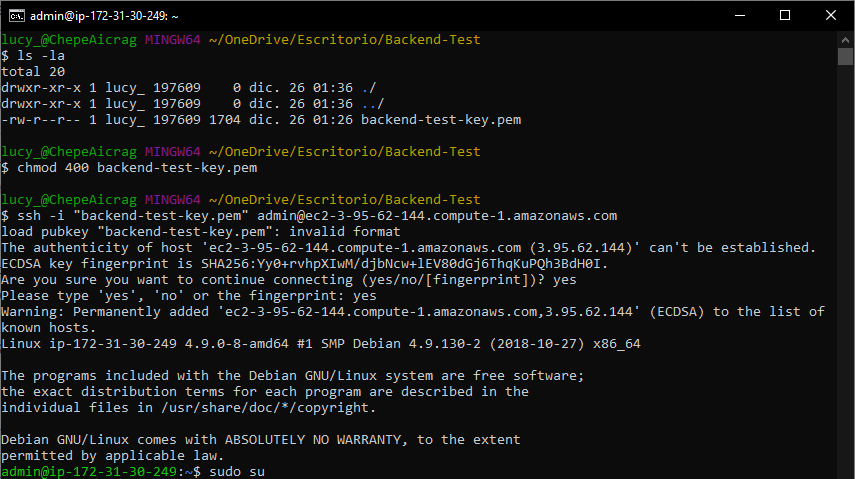 admin@ip-172-31-30-249: ~
lucy_@ChepeAicrag MINGW64 ~/OneDrive/Escritorio/Backend-Test
$ ls -la
total 20
drwxr-xr-x 1 lucy_ 197609    0 dic. 26 01:36 ./
drwxr-xr-x 1 lucy_ 197609    0 dic. 26 01:36 ../
-rw-r--r-- 1 lucy_ 197609 1704 dic. 26 01:26 backend-test-key.pem
lucy_@ChepeAicrag MINGW64 ~/OneDrive/Escritorio/Backend-Test
$ chmod 400 backend-test-key.pem
lucy_@ChepeAicrag MINGW64 ~/OneDrive/Escritorio/Backend-Test
$ ssh -i "backend-test-key.pem" admin@ec2-3-95-62-144.compute-1.amazonaws.com
load pubkey "backend-test-key.pem": invalid format
The authenticity of host 'ec2-3-95-62-144.compute-1.amazonaws.com (3.95.62.144)' can't be established.
ECDSA key fingerprint is SHA256:Yy0+rvhpXIwM/djbNcw+lEV80dGj6ThqKuPQh3BdH0I.
Are you sure you want to continue connecting (yes/no/[fingerprint])? yes
Please type 'yes', 'no' or the fingerprint: yes
Warning: Permanently added 'ec2-3-95-62-144.compute-1.amazonaws.com,3.95.62.144' (ECDSA) to the list of
known hosts.
Linux ip-172-31-30-249 4.9.0-8-amd64 #1 SMP Debian 4.9.130-2 (2018-10-27) x86_64
The programs included with the Debian GNU/Linux system are free software;
the exact distribution terms for each program are described in the
individual files in /usr/share/doc/*/copyright.
Debian GNU/Linux comes with ABSOLUTELY NO WARRANTY, to the extent
permitted by applicable law.
admin@ip-172-31-30-249:~$ sudo su